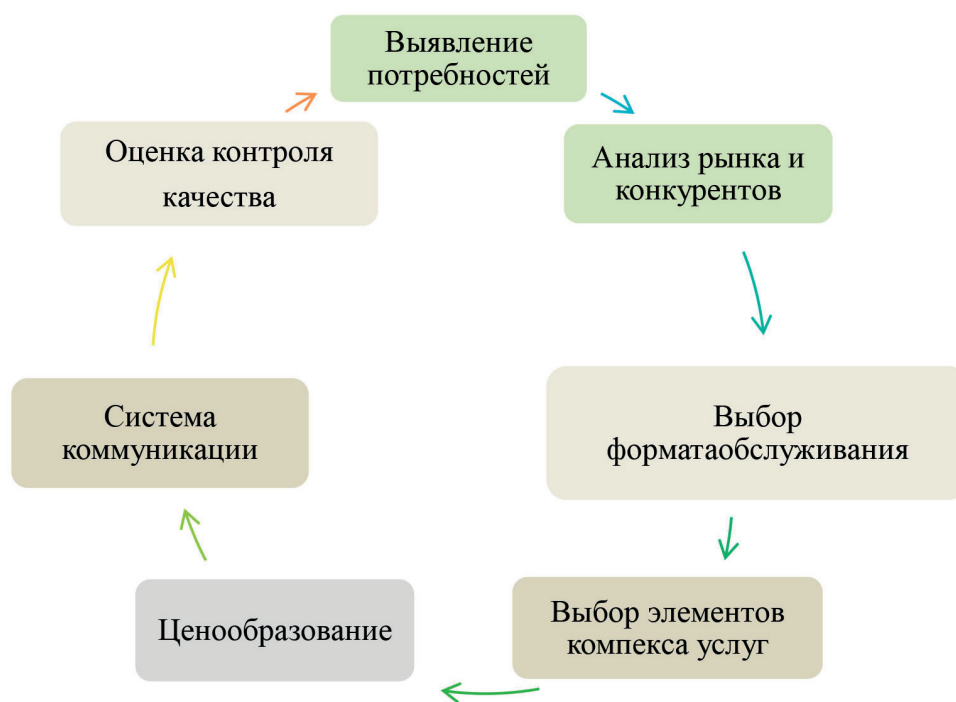 Выявление
потребностей
Анализ рынка и
конкурентов
Выбор
форматаобслуживания
Выбор элементов
компекса услуг
Ценообразование
Система
коммуникации
Оценка контроля
качества